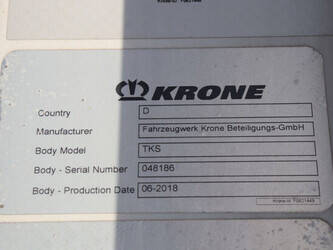 KRONE
Country D
Manufacturer Fahrzeugwerk Krone Beteiligungs-GmbH
Body Model TKS
Body - Serial Number 048186
Body - Production Date 06-2018